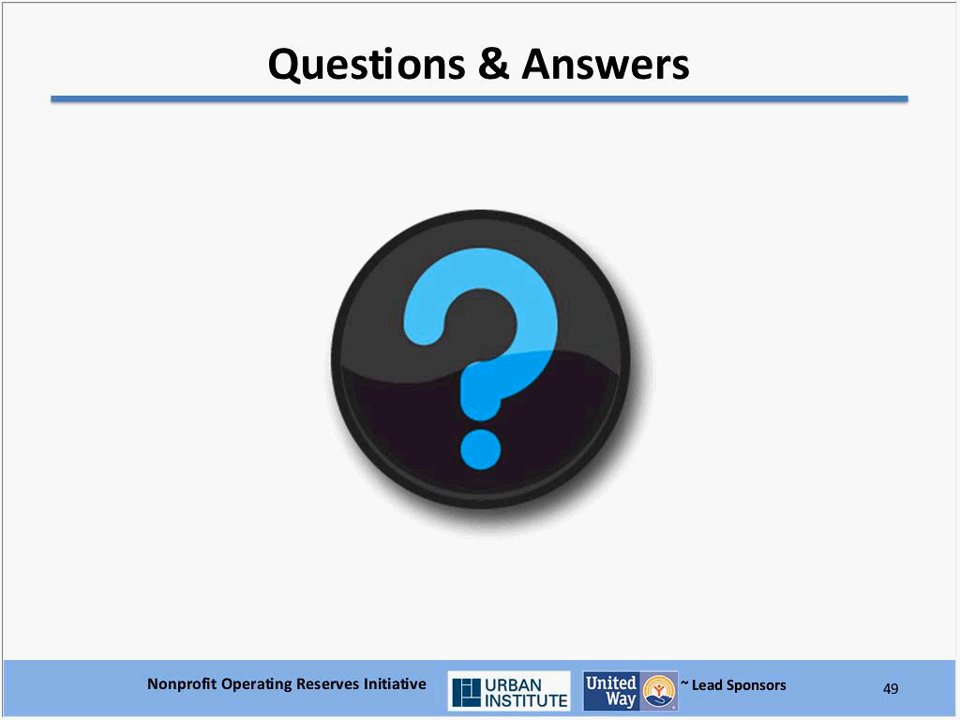 Questions & Answers
?
Nonprofit Operating Reserves Initiative
URBAN
INSTITUTE
United
Way
~ Lead Sponsors
49